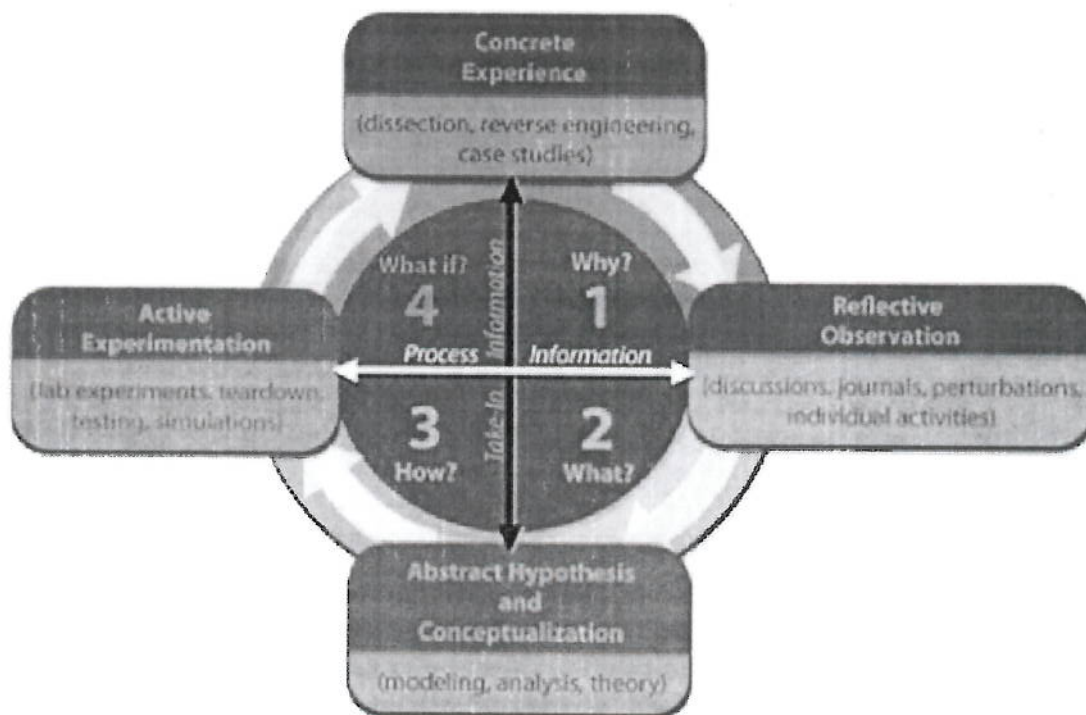 Concrete
Experience
(dissection, reverse engineering,
case studies)
What if?
4
Why?
1
Active
Experimentation
(lab experiments, teardown,
testing, simulations)
Process Information
Take-In Information
Reflective
Observation
(discussions, journals, perturbations,
individual activities)
3
How?
2
What?
Abstract Hypothesis
and
Conceptualization
(modeling, analysis, theory)